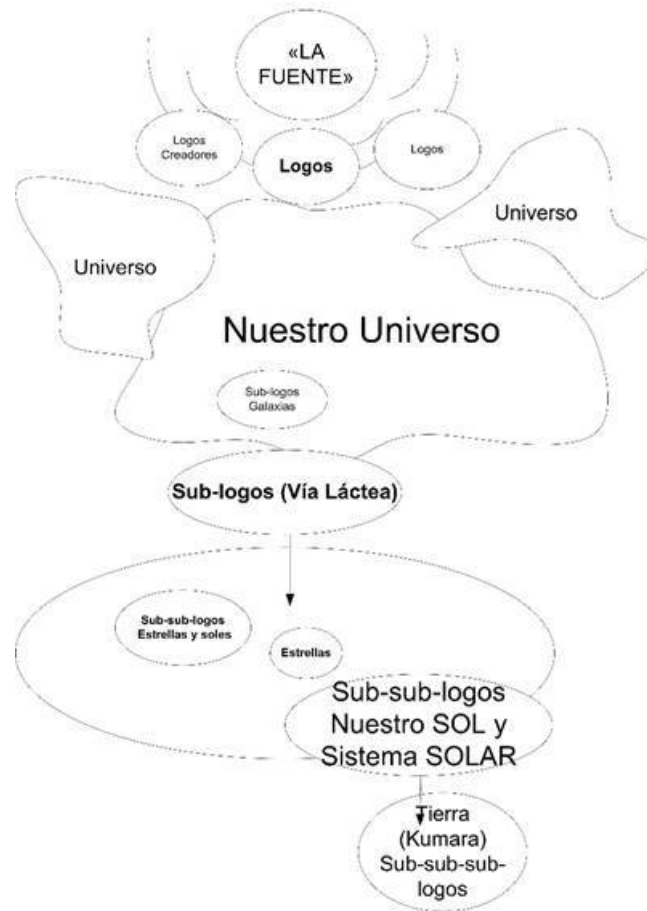 «LA
FUENTE»
Logos
Creadores
Logos
Logos
Universo
Universo
Nuestro Universo
Sub-logos
Galaxias
Sub-logos (Vía Láctea)
Sub-sub-logos
Estrellas y soles
Estrellas
Sub-sub-logos
Nuestro SOL y
Sistema SOLAR
Tierra
(Kumara)
Sub-sub-sub-
logos